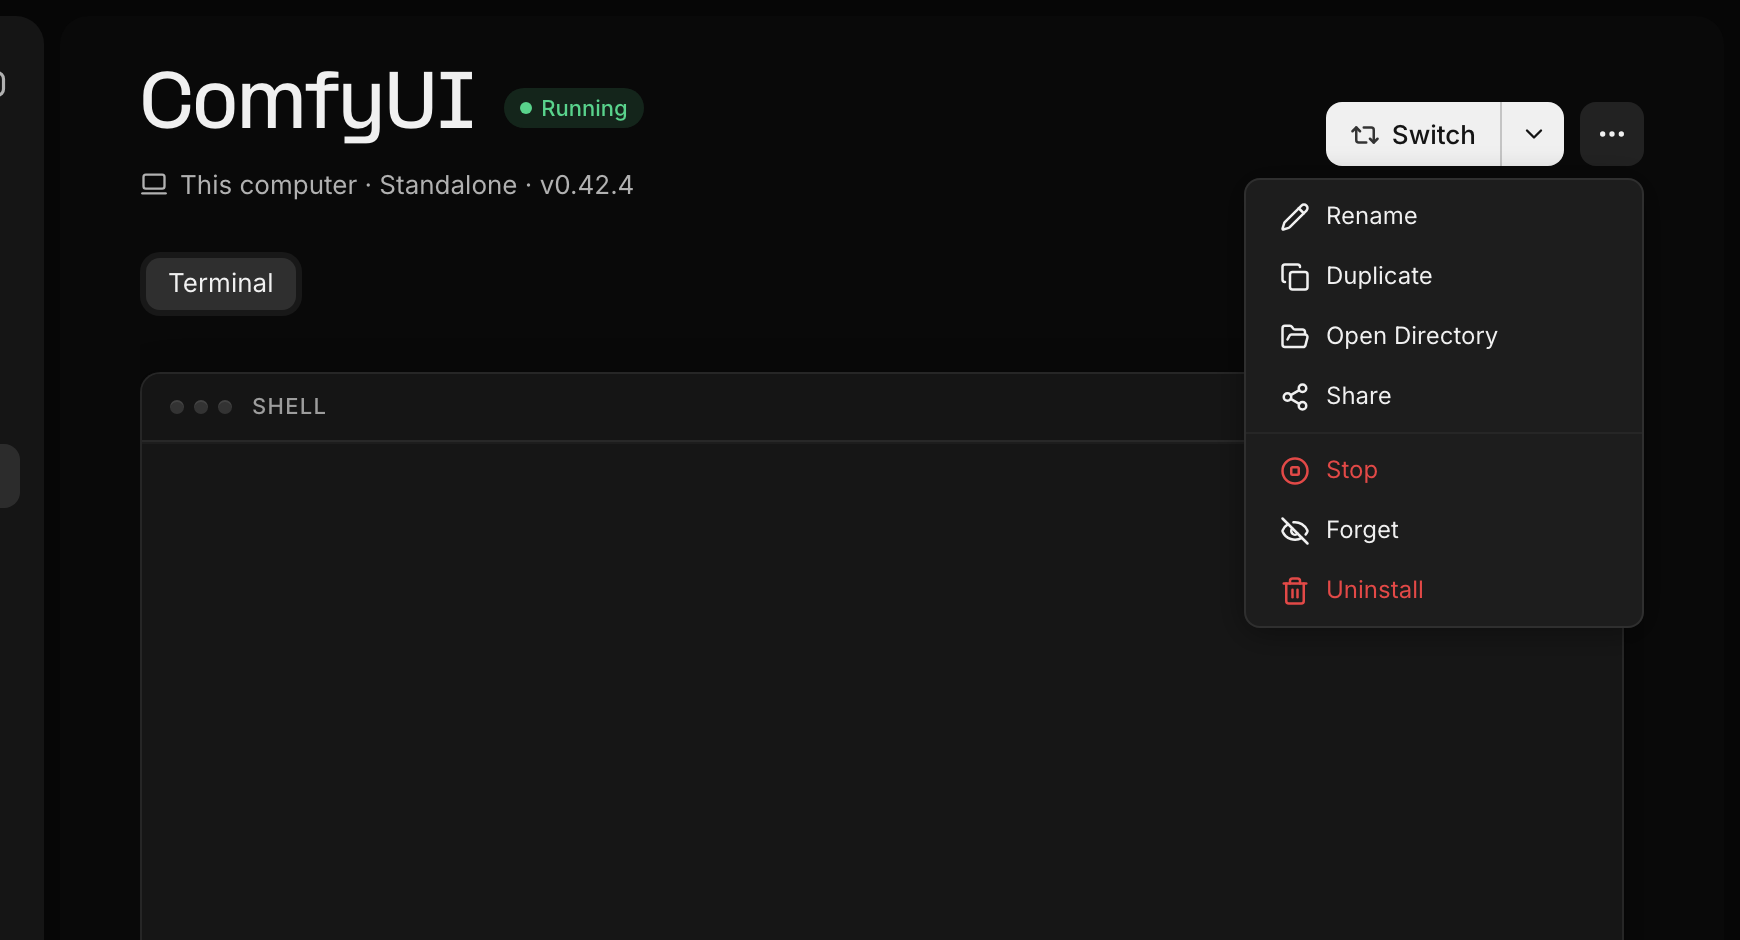 ComfyUI
Running
This computer · Standalone · v0.42.4
Switch
Terminal
SHELL
Rename
Duplicate
Open Directory
Share
Stop
Forget
Uninstall